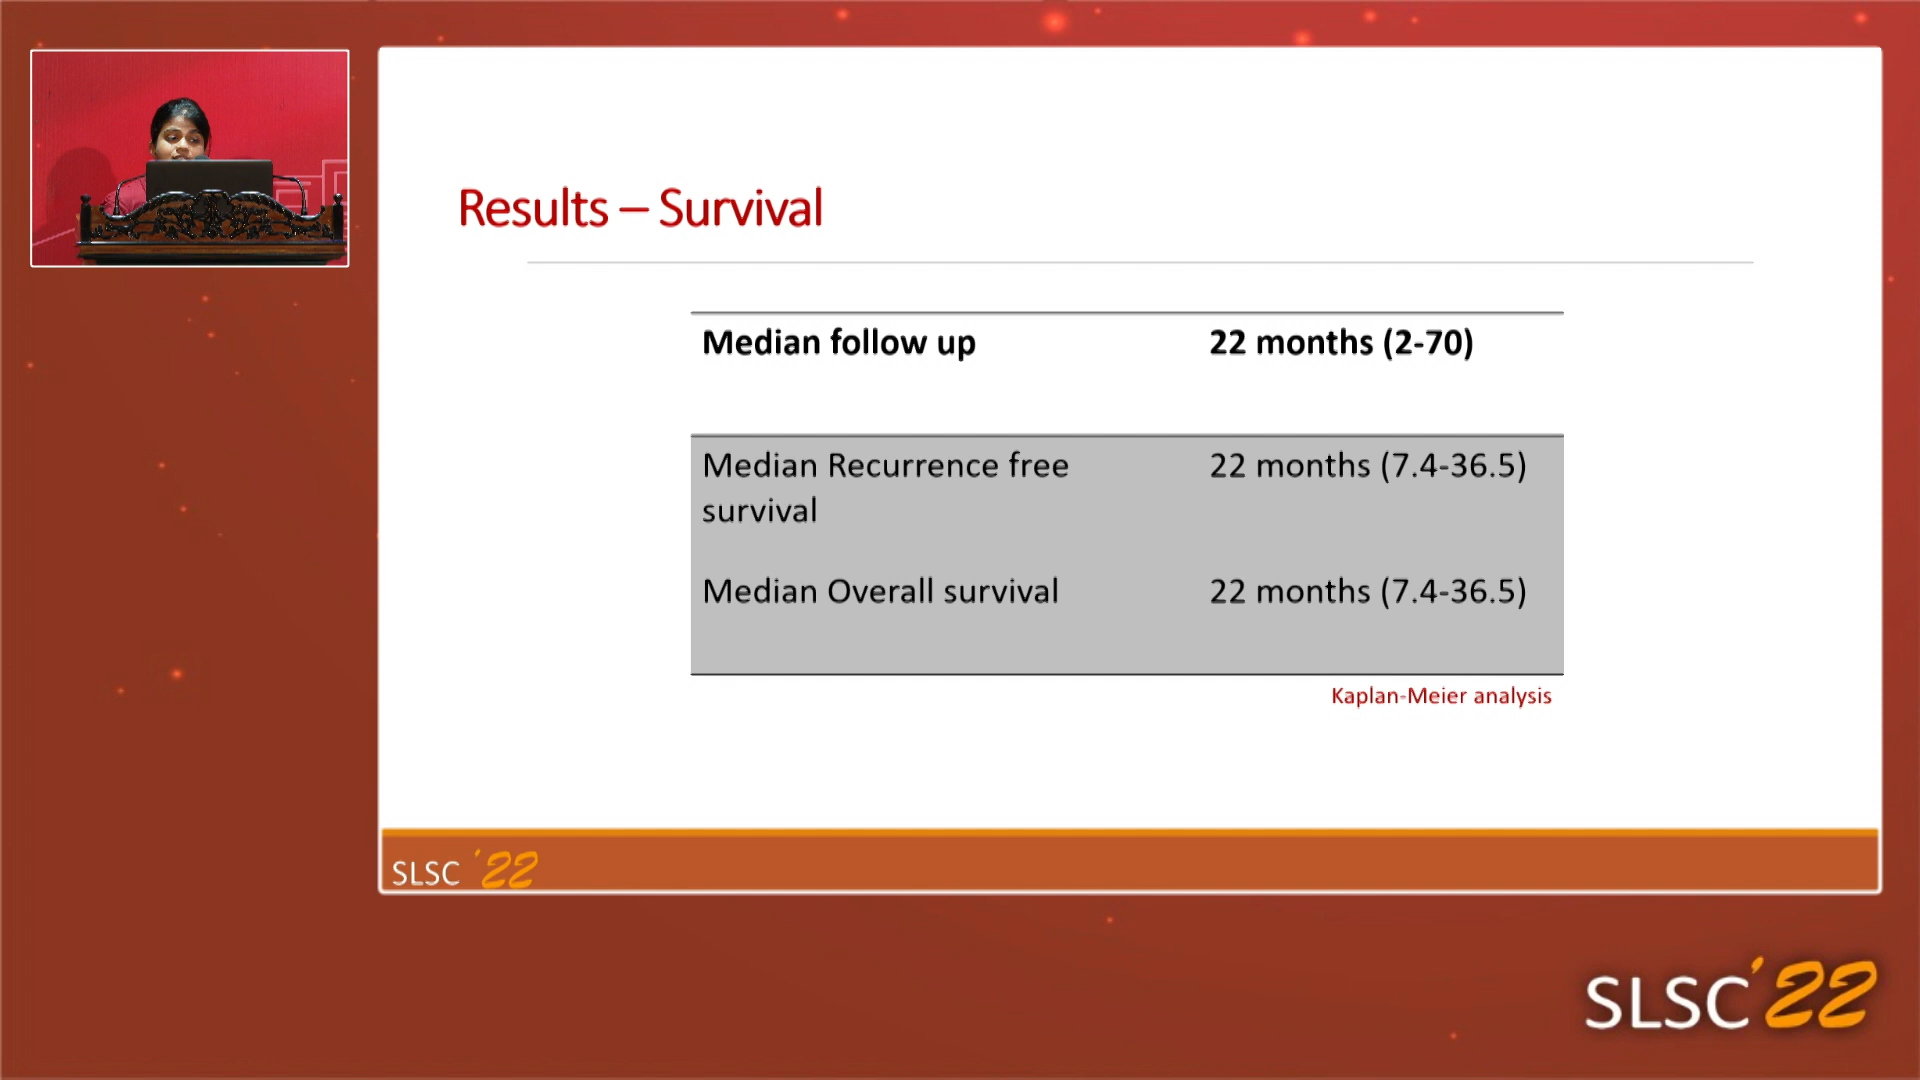 Results – Survival
Median follow up 22 months (2-70)
Median Recurrence free 22 months (7.4-36.5)
survival
Median Overall survival 22 months (7.4-36.5)
Kaplan-Meier analysis
SLSC '22
SLSC '22